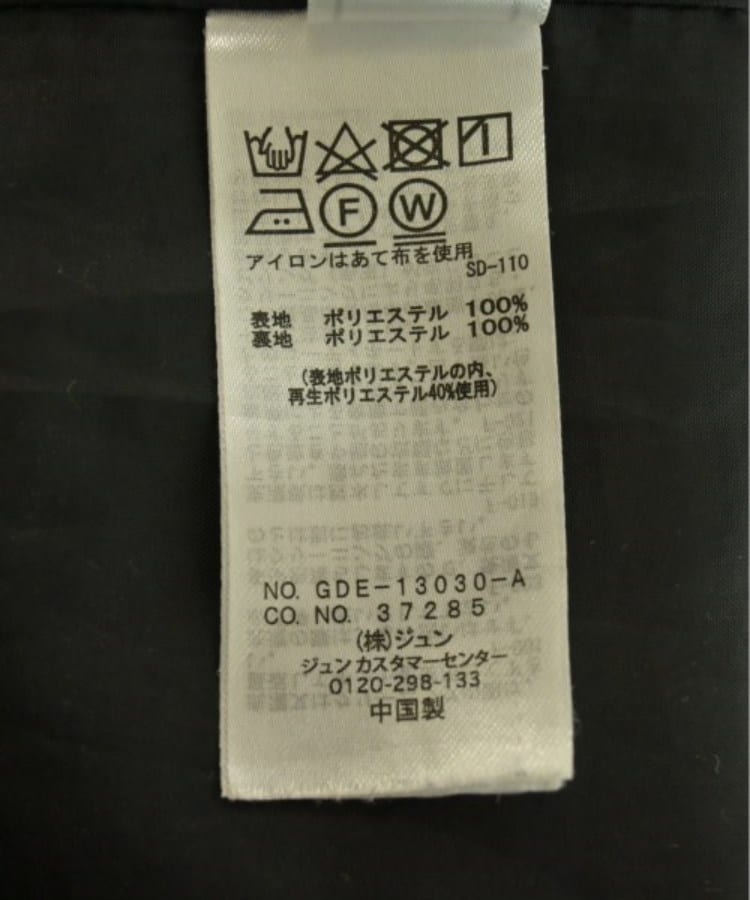 F W
アイロンはあて布を使用
SD-110
表地 ポリエステル 100%
裏地 ポリエステル 100%
(表地ポリエステルの内、
再生ポリエステル40%使用)
NO. GDE-13030-A
CO. NO. 37285
(株)ジュン
ジュン カスタマーセンター
0120-298-133
中国製